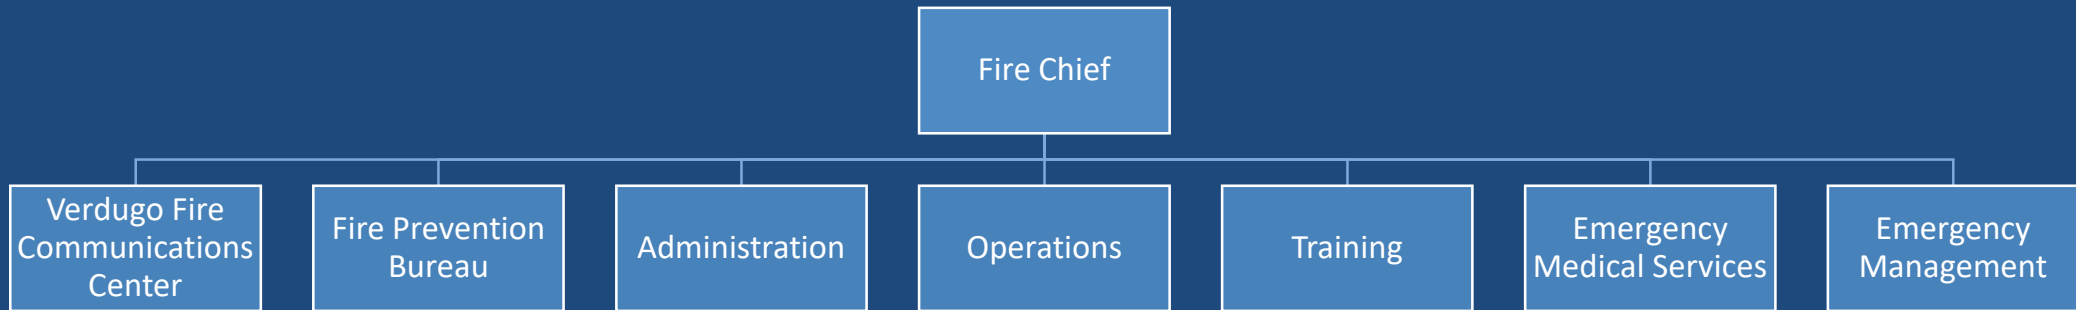 Fire Chief
Verdugo Fire
Communications
Center
Fire Prevention
Bureau
Administration
Operations
Training
Emergency
Medical Services
Emergency
Management